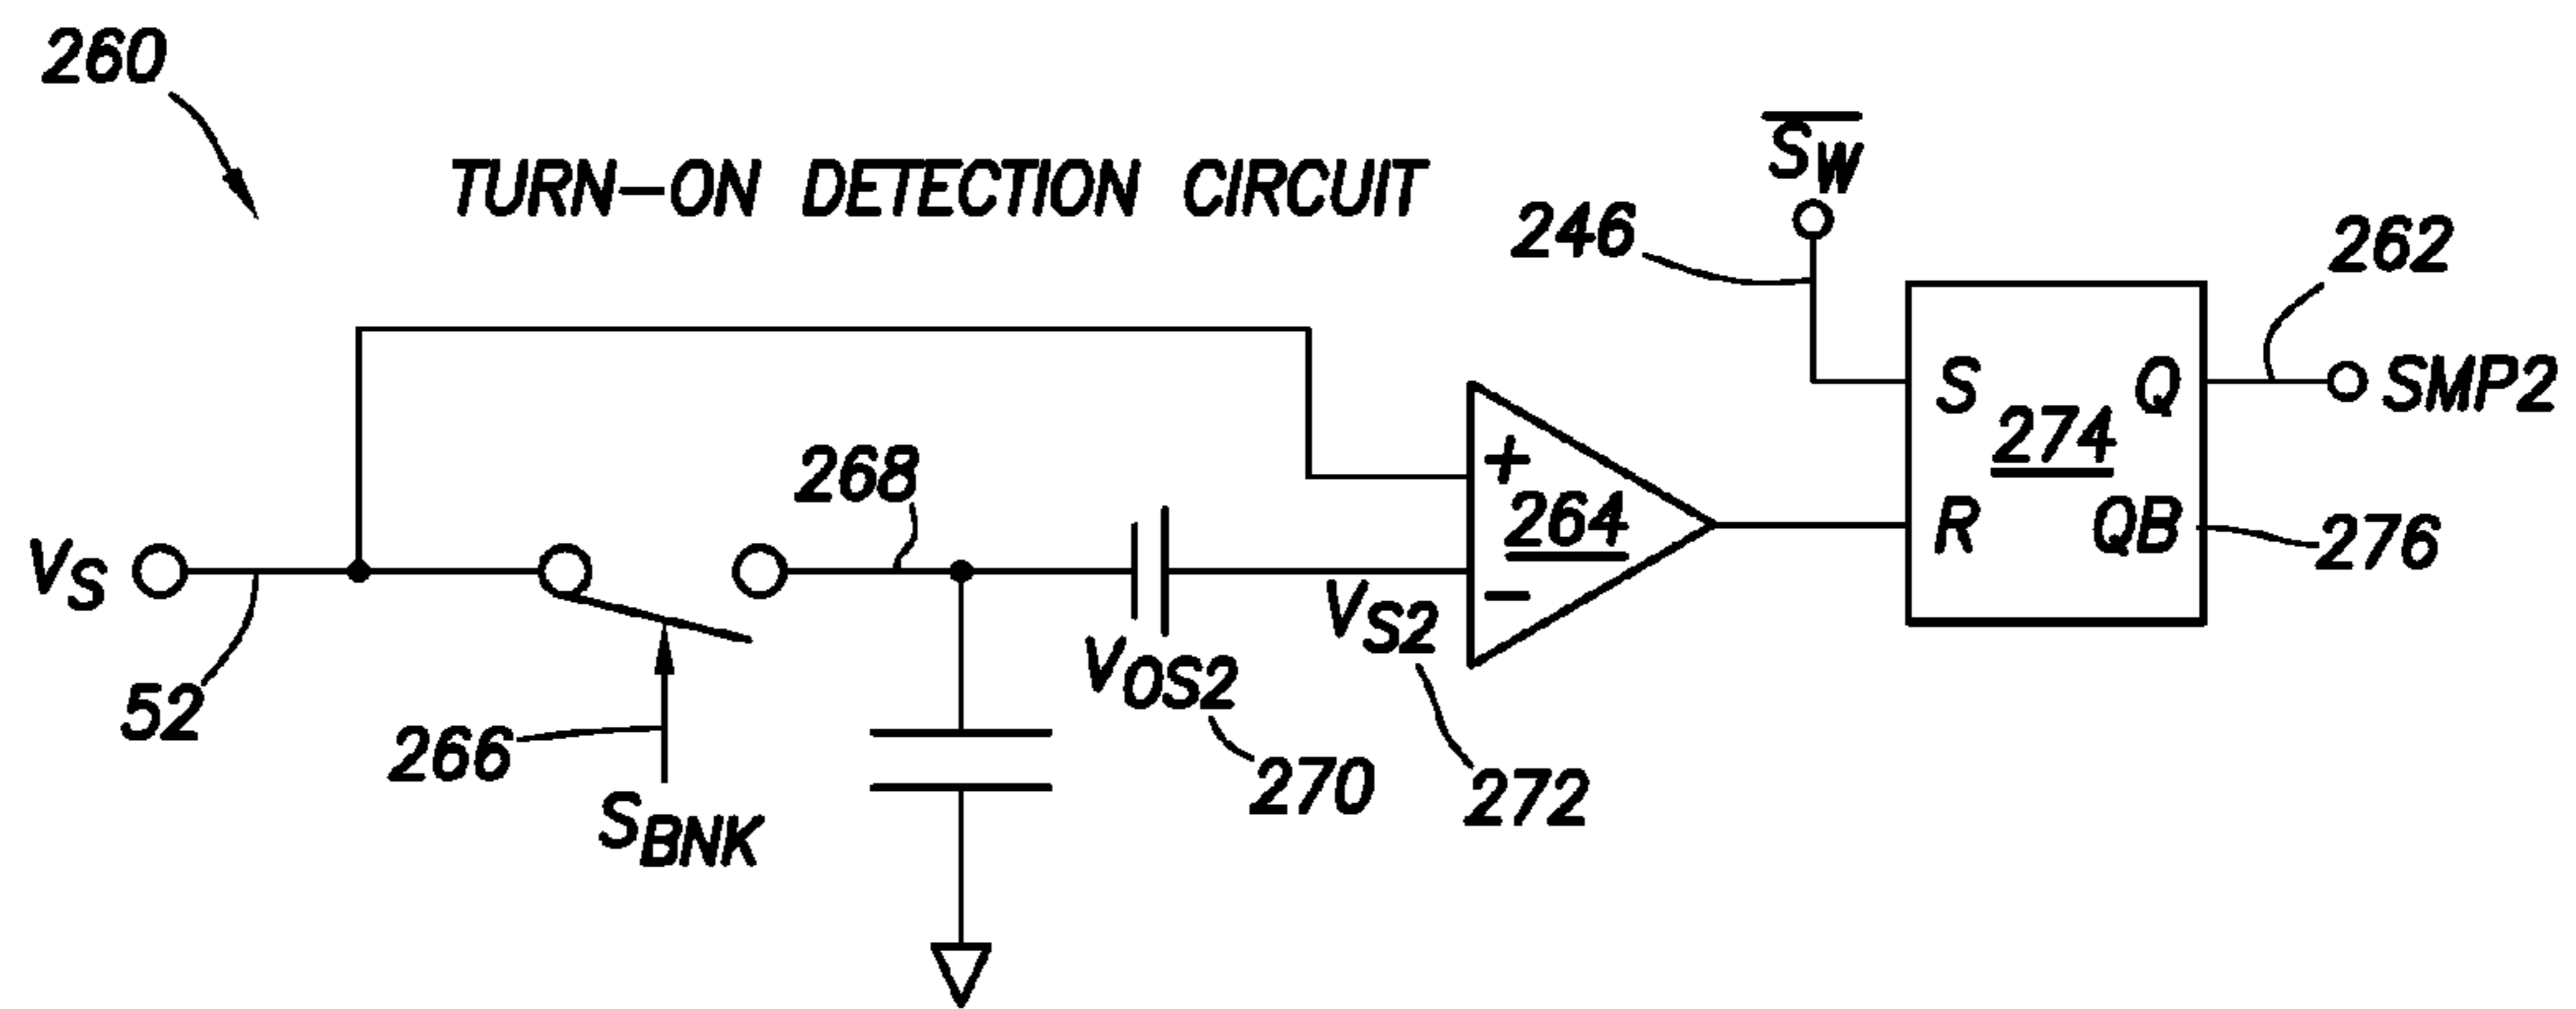 260
TURN-ON DETECTION CIRCUIT
S̅W̅
246
262
S Q
SMP2
274
R QB
276
+
264
−
268
VS
52
VS2
VOS2
266
270
272
SBNK